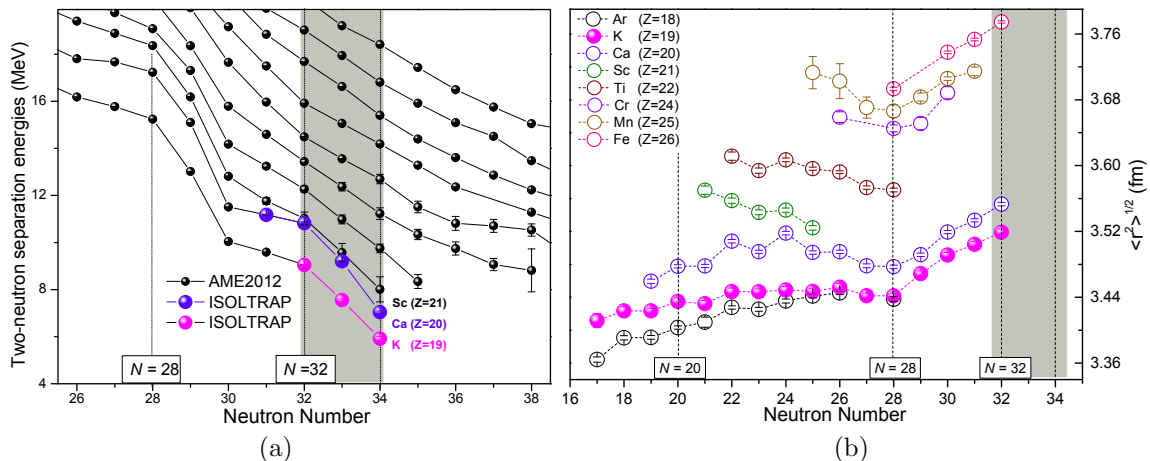 Two-neutron separation energies (MeV)
16
12
8
4
AME2012
ISOLTRAP
ISOLTRAP
Sc (Z=21)
Ca (Z=20)
K (Z=19)
N = 28
N =32
26 28 30 32 34 36 38
Neutron Number
(a)
Ar (Z=18)
K (Z=19)
Ca (Z=20)
Sc (Z=21)
Ti (Z=22)
Cr (Z=24)
Mn (Z=25)
Fe (Z=26)
3.76
3.68
3.60
3.52
3.44
3.36
<r²>^1/2 (fm)
N = 20
N = 28
N = 32
16 18 20 22 24 26 28 30 32 34
Neutron Number
(b)